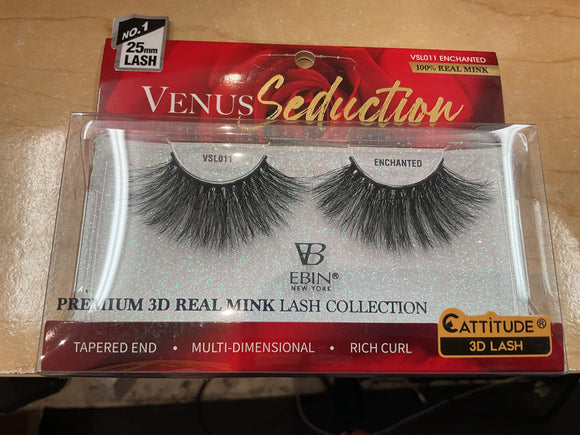 NO.1
25mm
LASH
VSL011 ENCHANTED
100% REAL MINK
VENUS Seduction
VSL011
ENCHANTED
VB
EBIN®
NEW YORK
PREMIUM 3D REAL MINK LASH COLLECTION
CATTITUDE®
3D LASH
TAPERED END • MULTI-DIMENSIONAL • RICH CURL